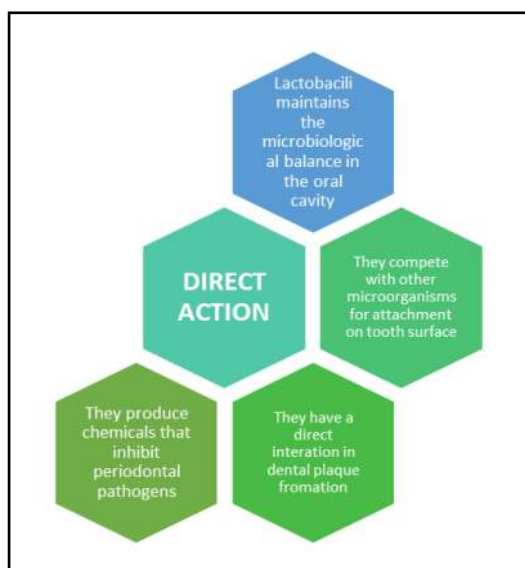 Lactobacili
maintains
the
microbiologic
al balance in
the oral
cavity
DIRECT
ACTION
They compete
with other
microorganisms
for attachment
on tooth surface
They produce
chemicals that
inhibit
periodontal
pathogens
They have a
direct
interation in
dental plaque
fromation